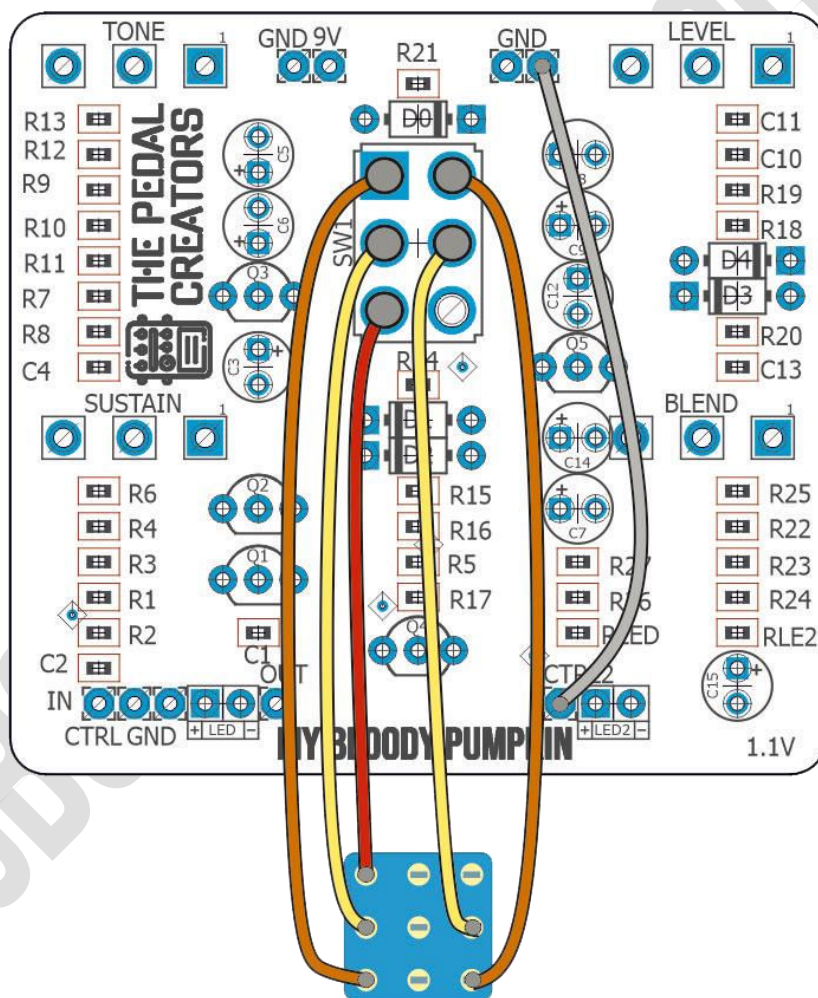 TONE
1
GND 9V
R21
GND
LEVEL
1
R13
R12
R9
R10
R11
R7
R8
C4
THE PEDAL
CREATORS
C5
C6
Q3
C3
D0
SW1
C9
C12
Q5
C11
C10
R19
R18
D4
D3
R20
C13
SUSTAIN
1
BLEND
1
C14
C7
R6
R4
R3
R1
R2
C2
Q2
Q1
C1
R15
R16
R5
R17
R25
R22
R23
R24
RLE2
C15
IN
OUT
CTRL GND
+ LED −
+ LED2 −
MY BLOODY PUMPKIN
1.1V